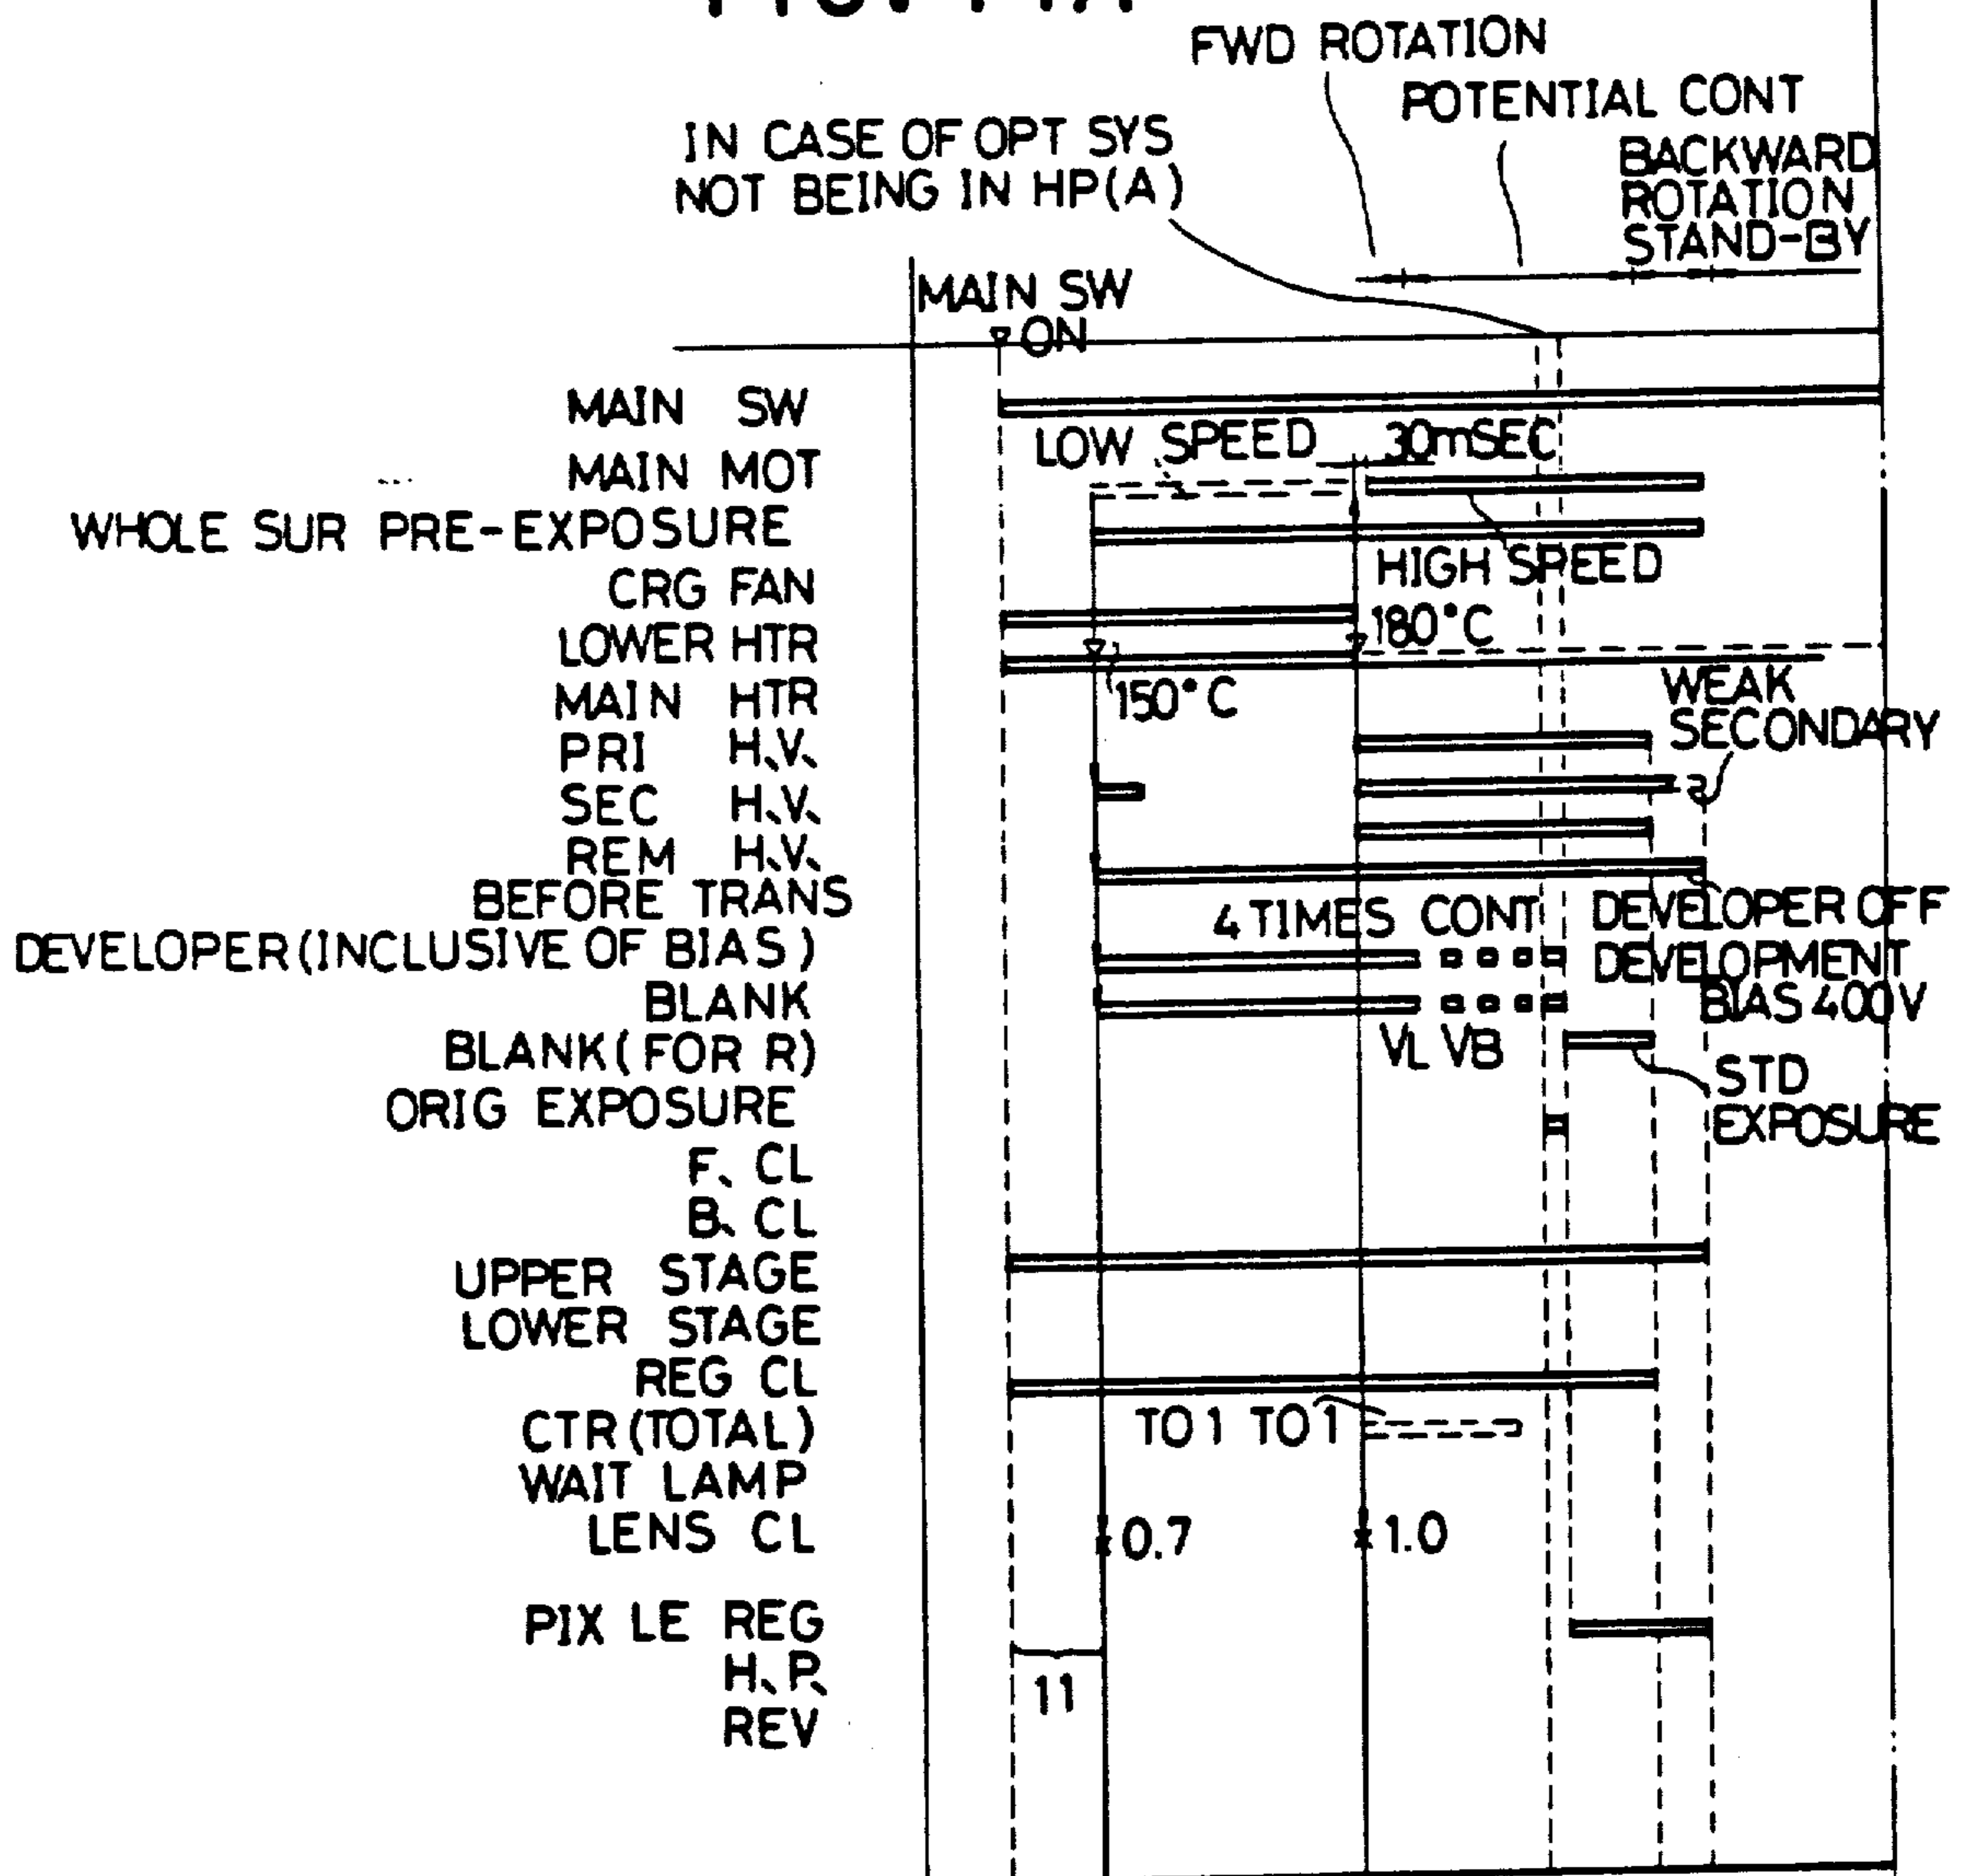 FWD ROTATION
POTENTIAL CONT
IN CASE OF OPT SYS
NOT BEING IN HP(A)
BACKWARD
ROTATION
STAND-BY
MAIN SW
ON
MAIN SW
LOW SPEED
30mSEC
MAIN MOT
WHOLE SUR PRE-EXPOSURE
HIGH SPEED
CRG FAN
180°C
LOWER HTR
150°C
WEAK
SECONDARY
MAIN HTR
PRI H.V.
SEC H.V.
REM H.V.
BEFORE TRANS
4 TIMES CONT
DEVELOPER OFF
DEVELOPER(INCLUSIVE OF BIAS)
DEVELOPMENT
BIAS 400V
BLANK
BLANK(FOR R)
VL VB
STD
EXPOSURE
ORIG EXPOSURE
F. CL
B. CL
UPPER STAGE
LOWER STAGE
REG CL
CTR(TOTAL)
TO1 TO1
WAIT LAMP
LENS CL
0.7
1.0
PIX LE REG
H.P.
11
REV